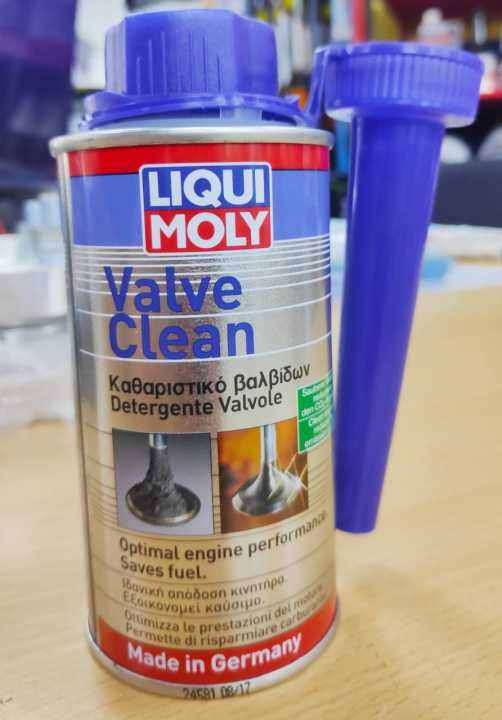 LIQUI
MOLY
Valve
Clean
Καθαριστικό βαλβίδων
Detergente Valvole
Optimal engine performance.
Saves fuel.
Ιδανική απόδοση κινητήρα.
Εξοικονομεί καύσιμο.
Ottimizza le prestazioni del motore.
Permette di risparmiare carburante.
Made in Germany
24581 08/17